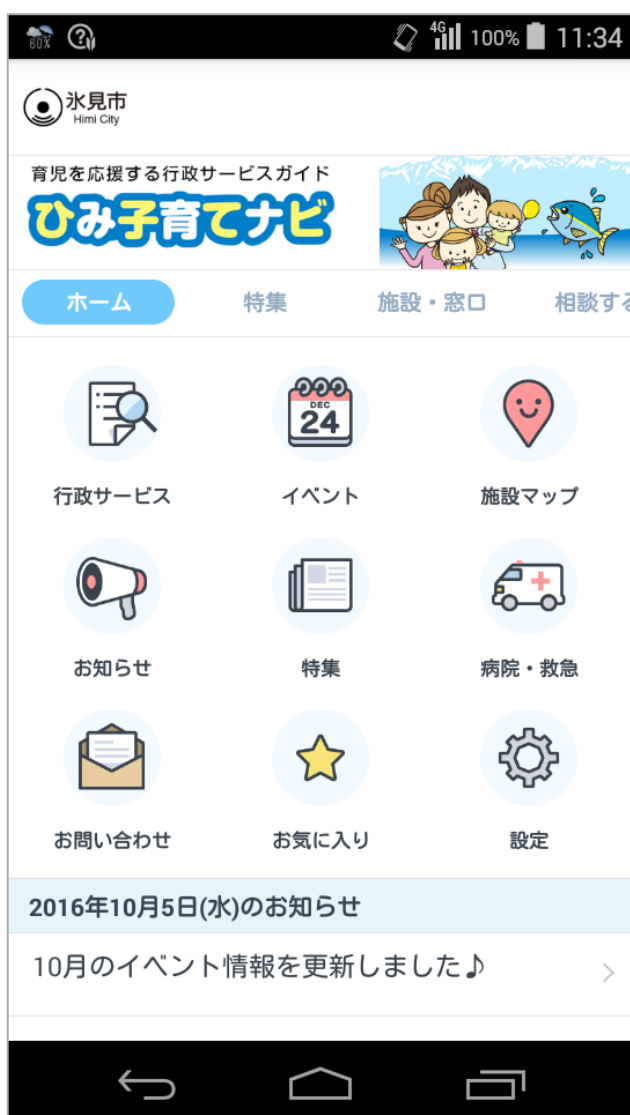 80%
4G 100% 11:34
氷見市
Himi City
育児を応援する行政サービスガイド
ひみ子育てナビ
ホーム 特集 施設・窓口 相談する
DEC
24
行政サービス イベント 施設マップ
お知らせ 特集 病院・救急
お問い合わせ お気に入り 設定
2016年10月5日(水)のお知らせ
10月のイベント情報を更新しました♪